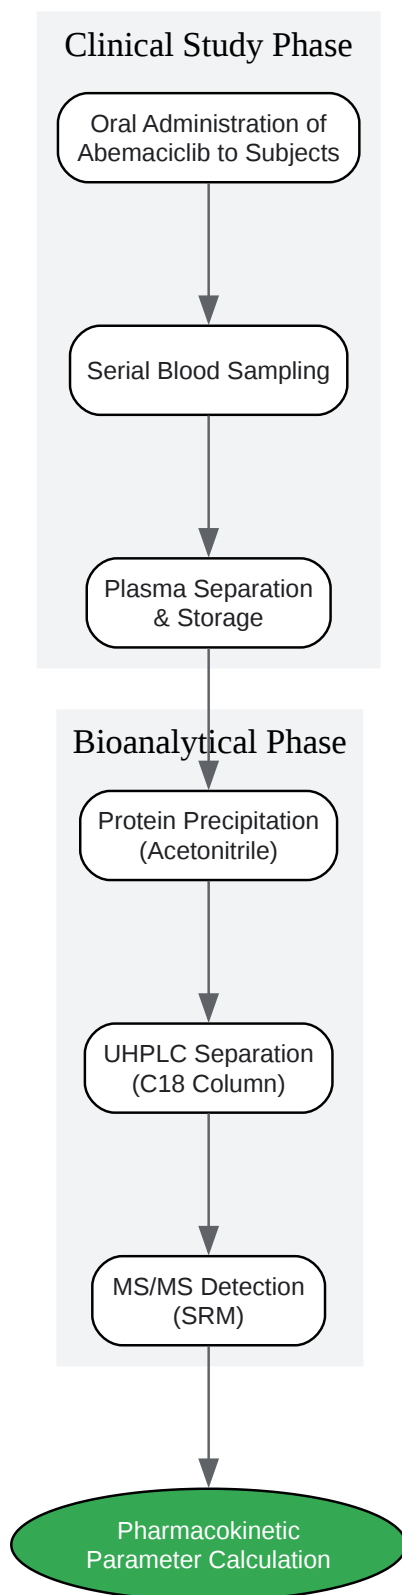 Clinical Study Phase
Oral Administration of
Abemaciclib to Subjects
Serial Blood Sampling
Plasma Separation
& Storage
Bioanalytical Phase
Protein Precipitation
(Acetonitrile)
UHPLC Separation
(C18 Column)
MS/MS Detection
(SRM)
Pharmacokinetic
Parameter Calculation